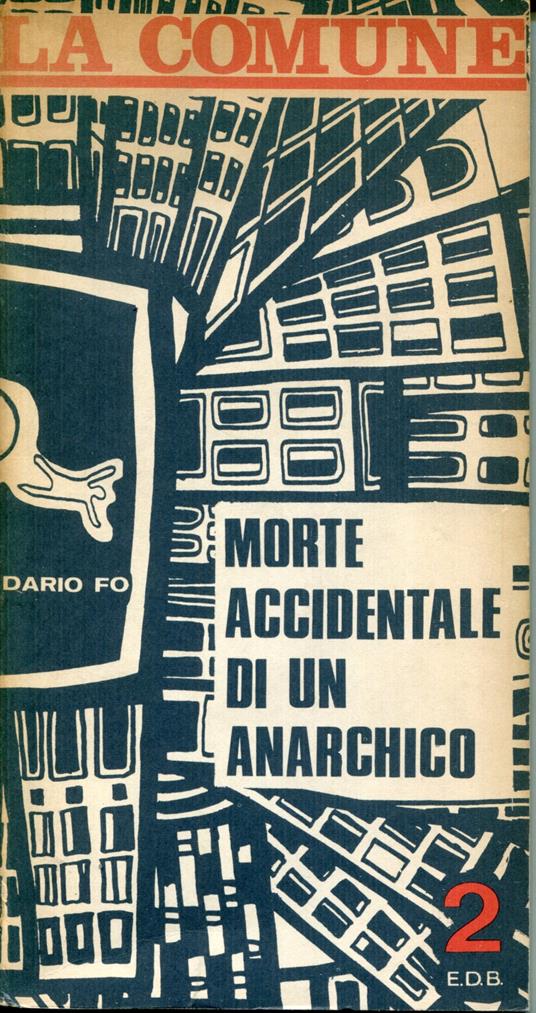 LA COMUNE
DARIO FO
MORTE
ACCIDENTALE
DI UN
ANARCHICO
2
E.D.B.